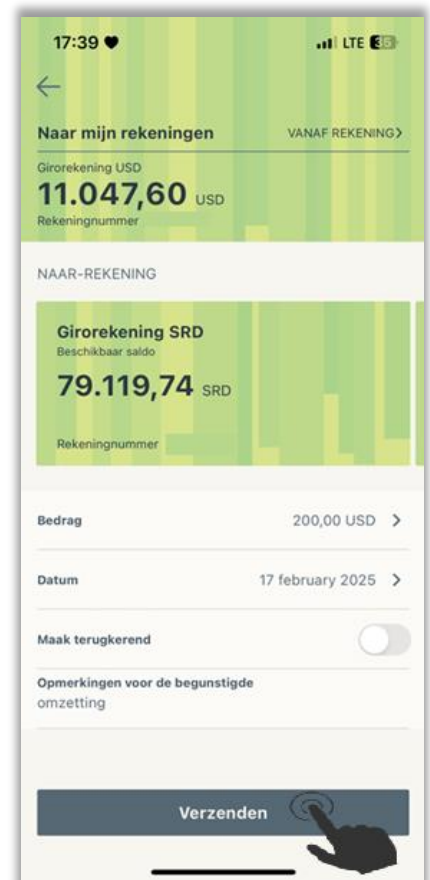 17:39 LTE 35
Naar mijn rekeningen VANAF REKENING>
Girorekening USD
11.047,60 USD
Rekeningnummer
NAAR-REKENING
Girorekening SRD
Beschikbaar saldo
79.119,74 SRD
Rekeningnummer
Bedrag 200,00 USD >
Datum 17 february 2025 >
Maak terugkerend
Opmerkingen voor de begunstigde
omzetting
Verzenden